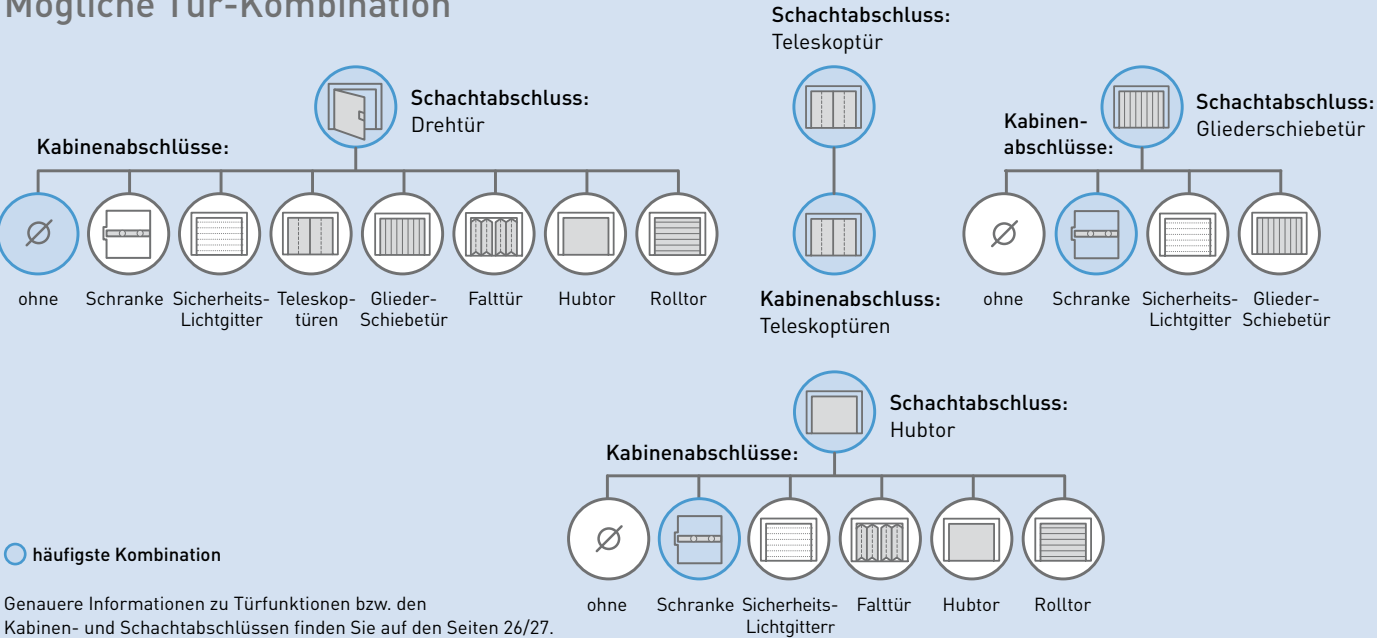 Mögliche Tür-Kombination
Schachtabschluss:
Drehtür
Kabinenabschlüsse:
ohne
Schranke
Sicherheits-
Lichtgitter
Teleskop-
türen
Glieder-
Schiebetür
Falttür
Hubtor
Rolltor
Schachtabschluss:
Teleskoptür
Kabinenabschluss:
Teleskoptüren
Schachtabschluss:
Gliederschiebetür
Kabinen-
abschlüsse:
ohne
Schranke
Sicherheits-
Lichtgitter
Glieder-
Schiebetür
Schachtabschluss:
Hubtor
Kabinenabschlüsse:
ohne
Schranke
Sicherheits-
Lichtgitterr
Falttür
Hubtor
Rolltor
häufigste Kombination
Genauere Informationen zu Türfunktionen bzw. den
Kabinen- und Schachtabschlüssen finden Sie auf den Seiten 26/27.